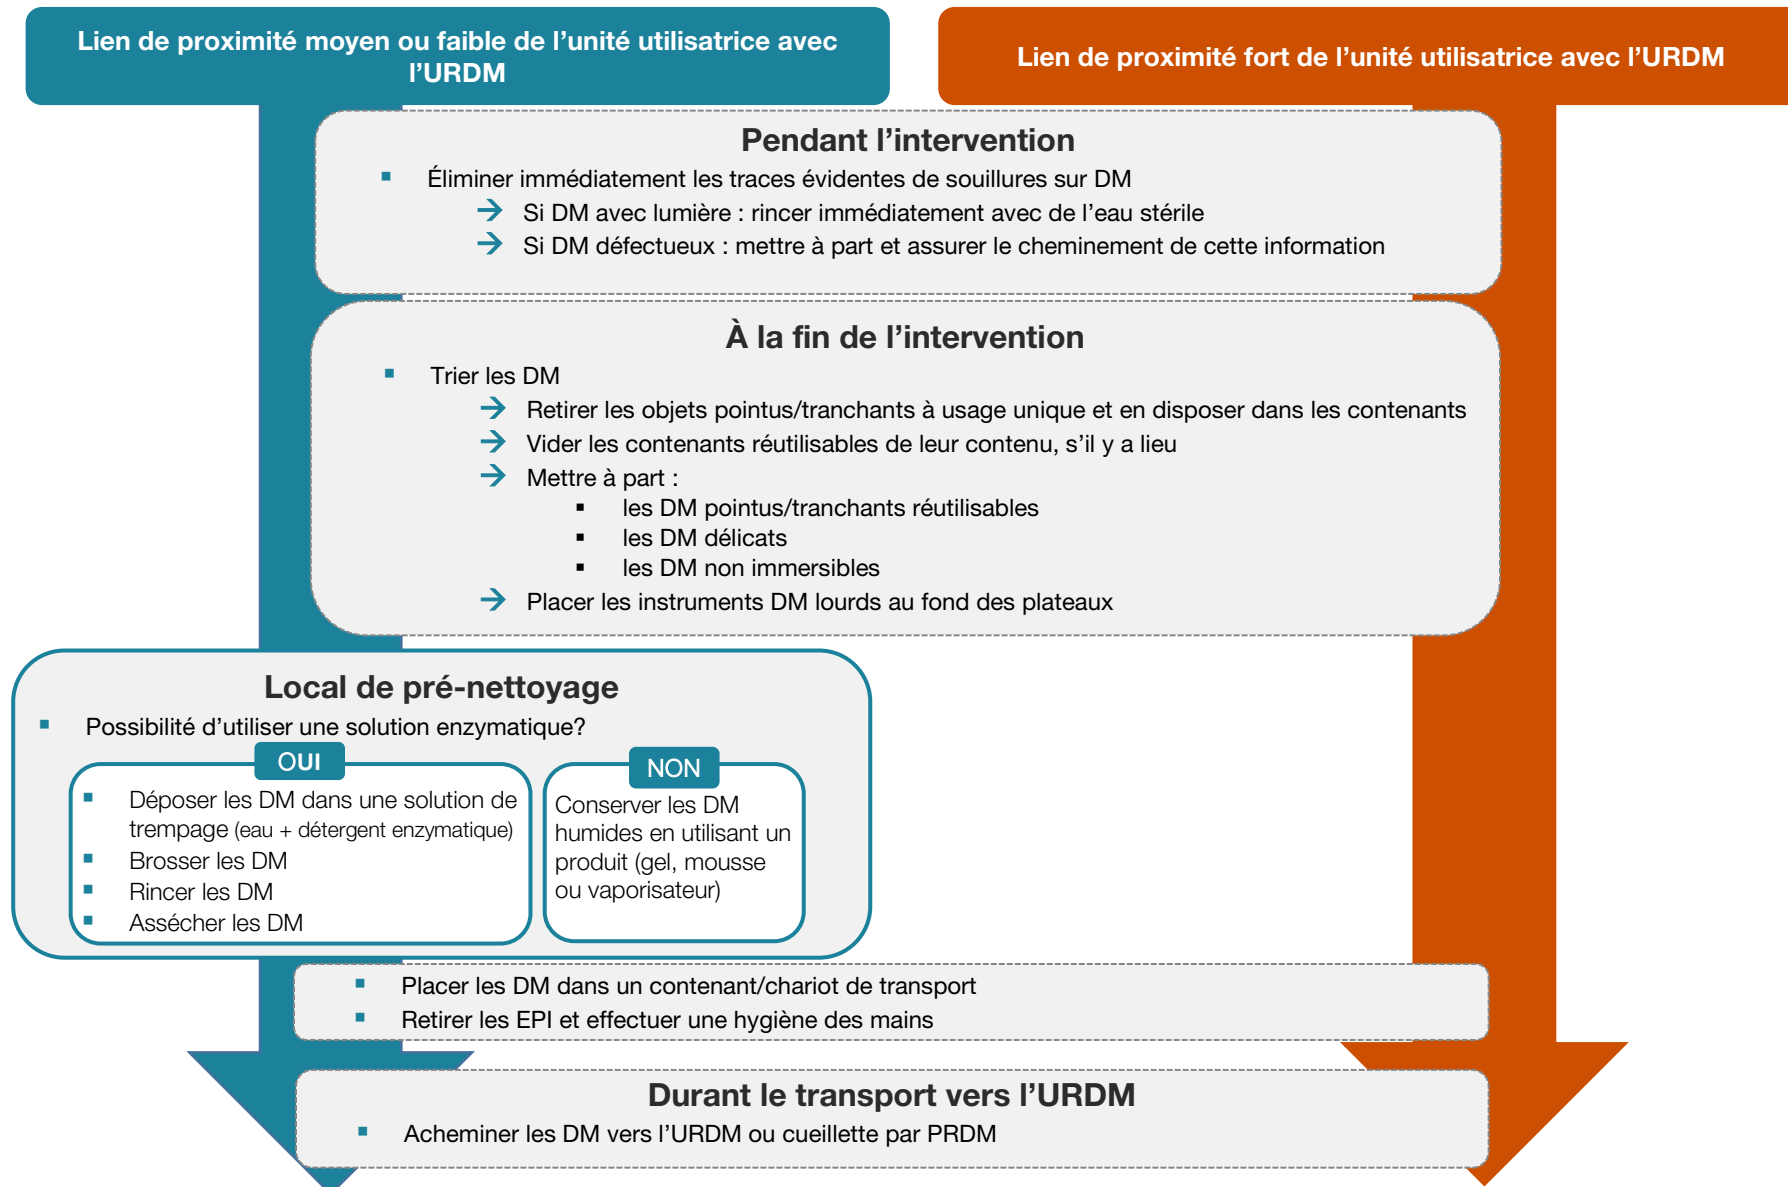 Lien de proximité moyen ou faible de l'unité utilisatrice avec
l'URDM
Lien de proximité fort de l'unité utilisatrice avec l'URDM
Pendant l'intervention
▪ Éliminer immédiatement les traces évidentes de souillures sur DM
→ Si DM avec lumière : rincer immédiatement avec de l'eau stérile
→ Si DM défectueux : mettre à part et assurer le cheminement de cette information
À la fin de l'intervention
▪ Trier les DM
→ Retirer les objets pointus/tranchants à usage unique et en disposer dans les contenants
→ Vider les contenants réutilisables de leur contenu, s'il y a lieu
→ Mettre à part :
▪ les DM pointus/tranchants réutilisables
▪ les DM délicats
▪ les DM non immersibles
→ Placer les instruments DM lourds au fond des plateaux
Local de pré-nettoyage
▪ Possibilité d'utiliser une solution enzymatique?
OUI
▪ Déposer les DM dans une solution de
trempage (eau + détergent enzymatique)
▪ Brosser les DM
▪ Rincer les DM
▪ Assécher les DM
NON
Conserver les DM
humides en utilisant un
produit (gel, mousse
ou vaporisateur)
▪ Placer les DM dans un contenant/chariot de transport
▪ Retirer les EPI et effectuer une hygiène des mains
Durant le transport vers l'URDM
▪ Acheminer les DM vers l'URDM ou cueillette par PRDM